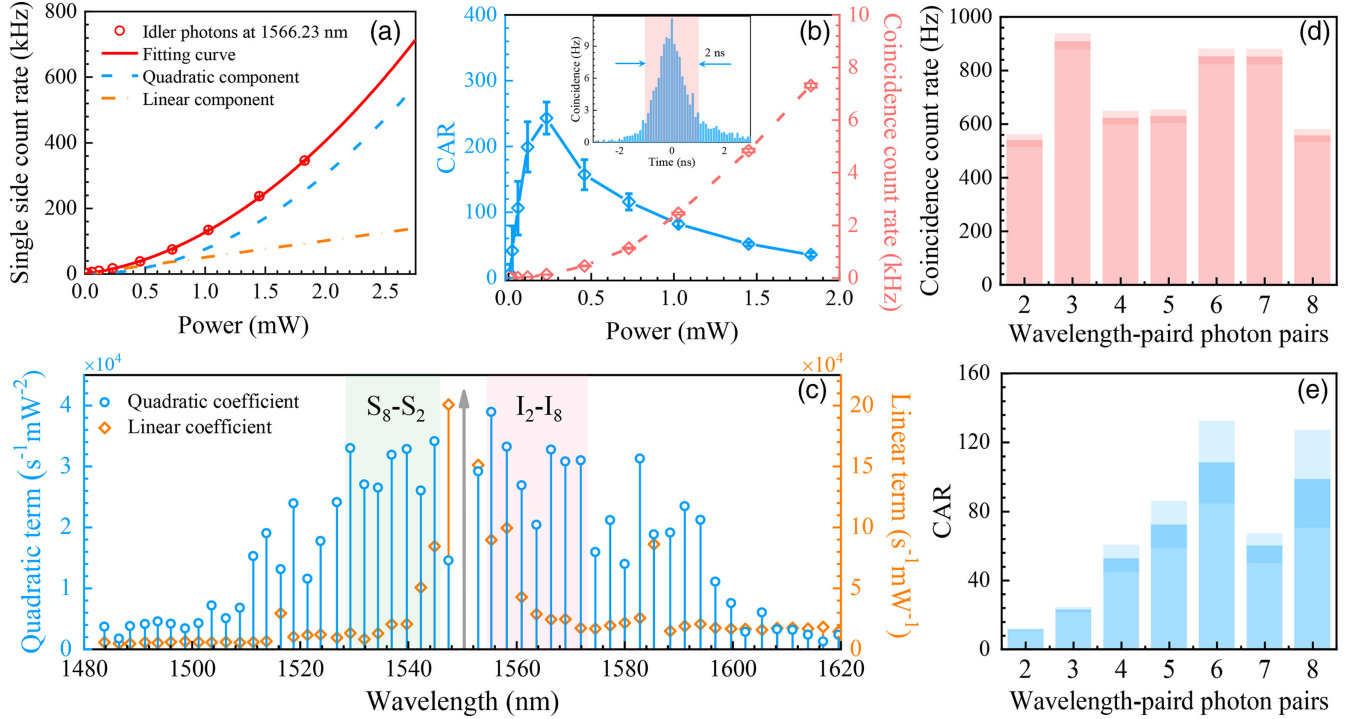 (a)
Single side count rate (kHz)
800
600
400
200
0
Idler photons at 1566.23 nm
Fitting curve
Quadratic component
Linear component
0.0 0.5 1.0 1.5 2.0 2.5
Power (mW)
(b)
CAR
400
300
200
100
0
Coincidence count rate (kHz)
10
8
6
4
2
0
0.0 0.5 1.0 1.5 2.0
Power (mW)
Coincidence (Hz)
9
6
3
0
2 ns
-2 0 2
Time (ns)
(d)
Coincidence count rate (Hz)
1000
800
600
400
200
0
2 3 4 5 6 7 8
Wavelength-paird photon pairs
(c)
×10⁴
×10⁴
Quadratic term (s⁻¹mW⁻²)
4
3
2
1
0
Quadratic coefficient
Linear coefficient
S₈-S₂
I₂-I₈
Linear term (s⁻¹mW⁻¹)
20
15
10
5
0
1480 1500 1520 1540 1560 1580 1600 1620
Wavelength (nm)
(e)
CAR
160
120
80
40
0
2 3 4 5 6 7 8
Wavelength-paird photon pairs